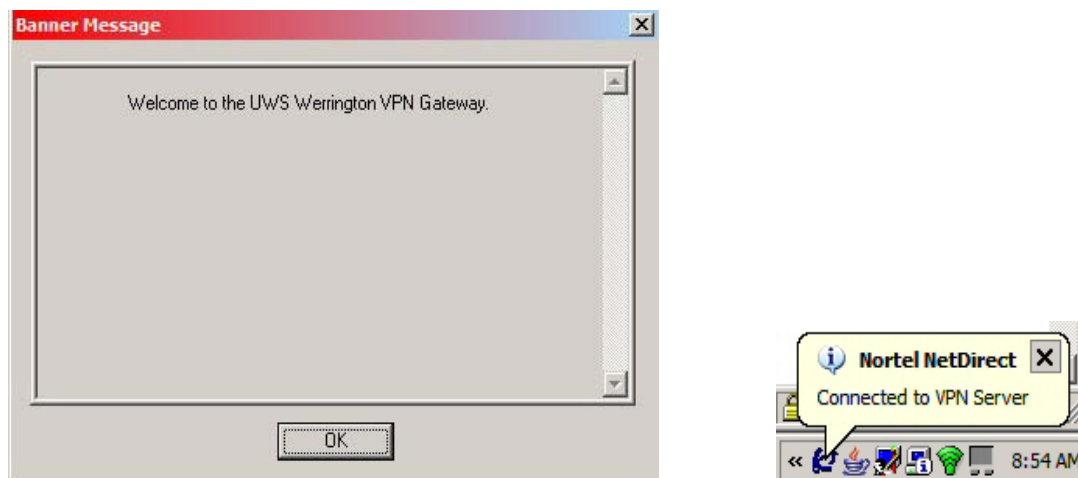 Banner Message
Welcome to the UWS Werrington VPN Gateway.
OK
Nortel NetDirect
Connected to VPN Server
« 8:54 AM